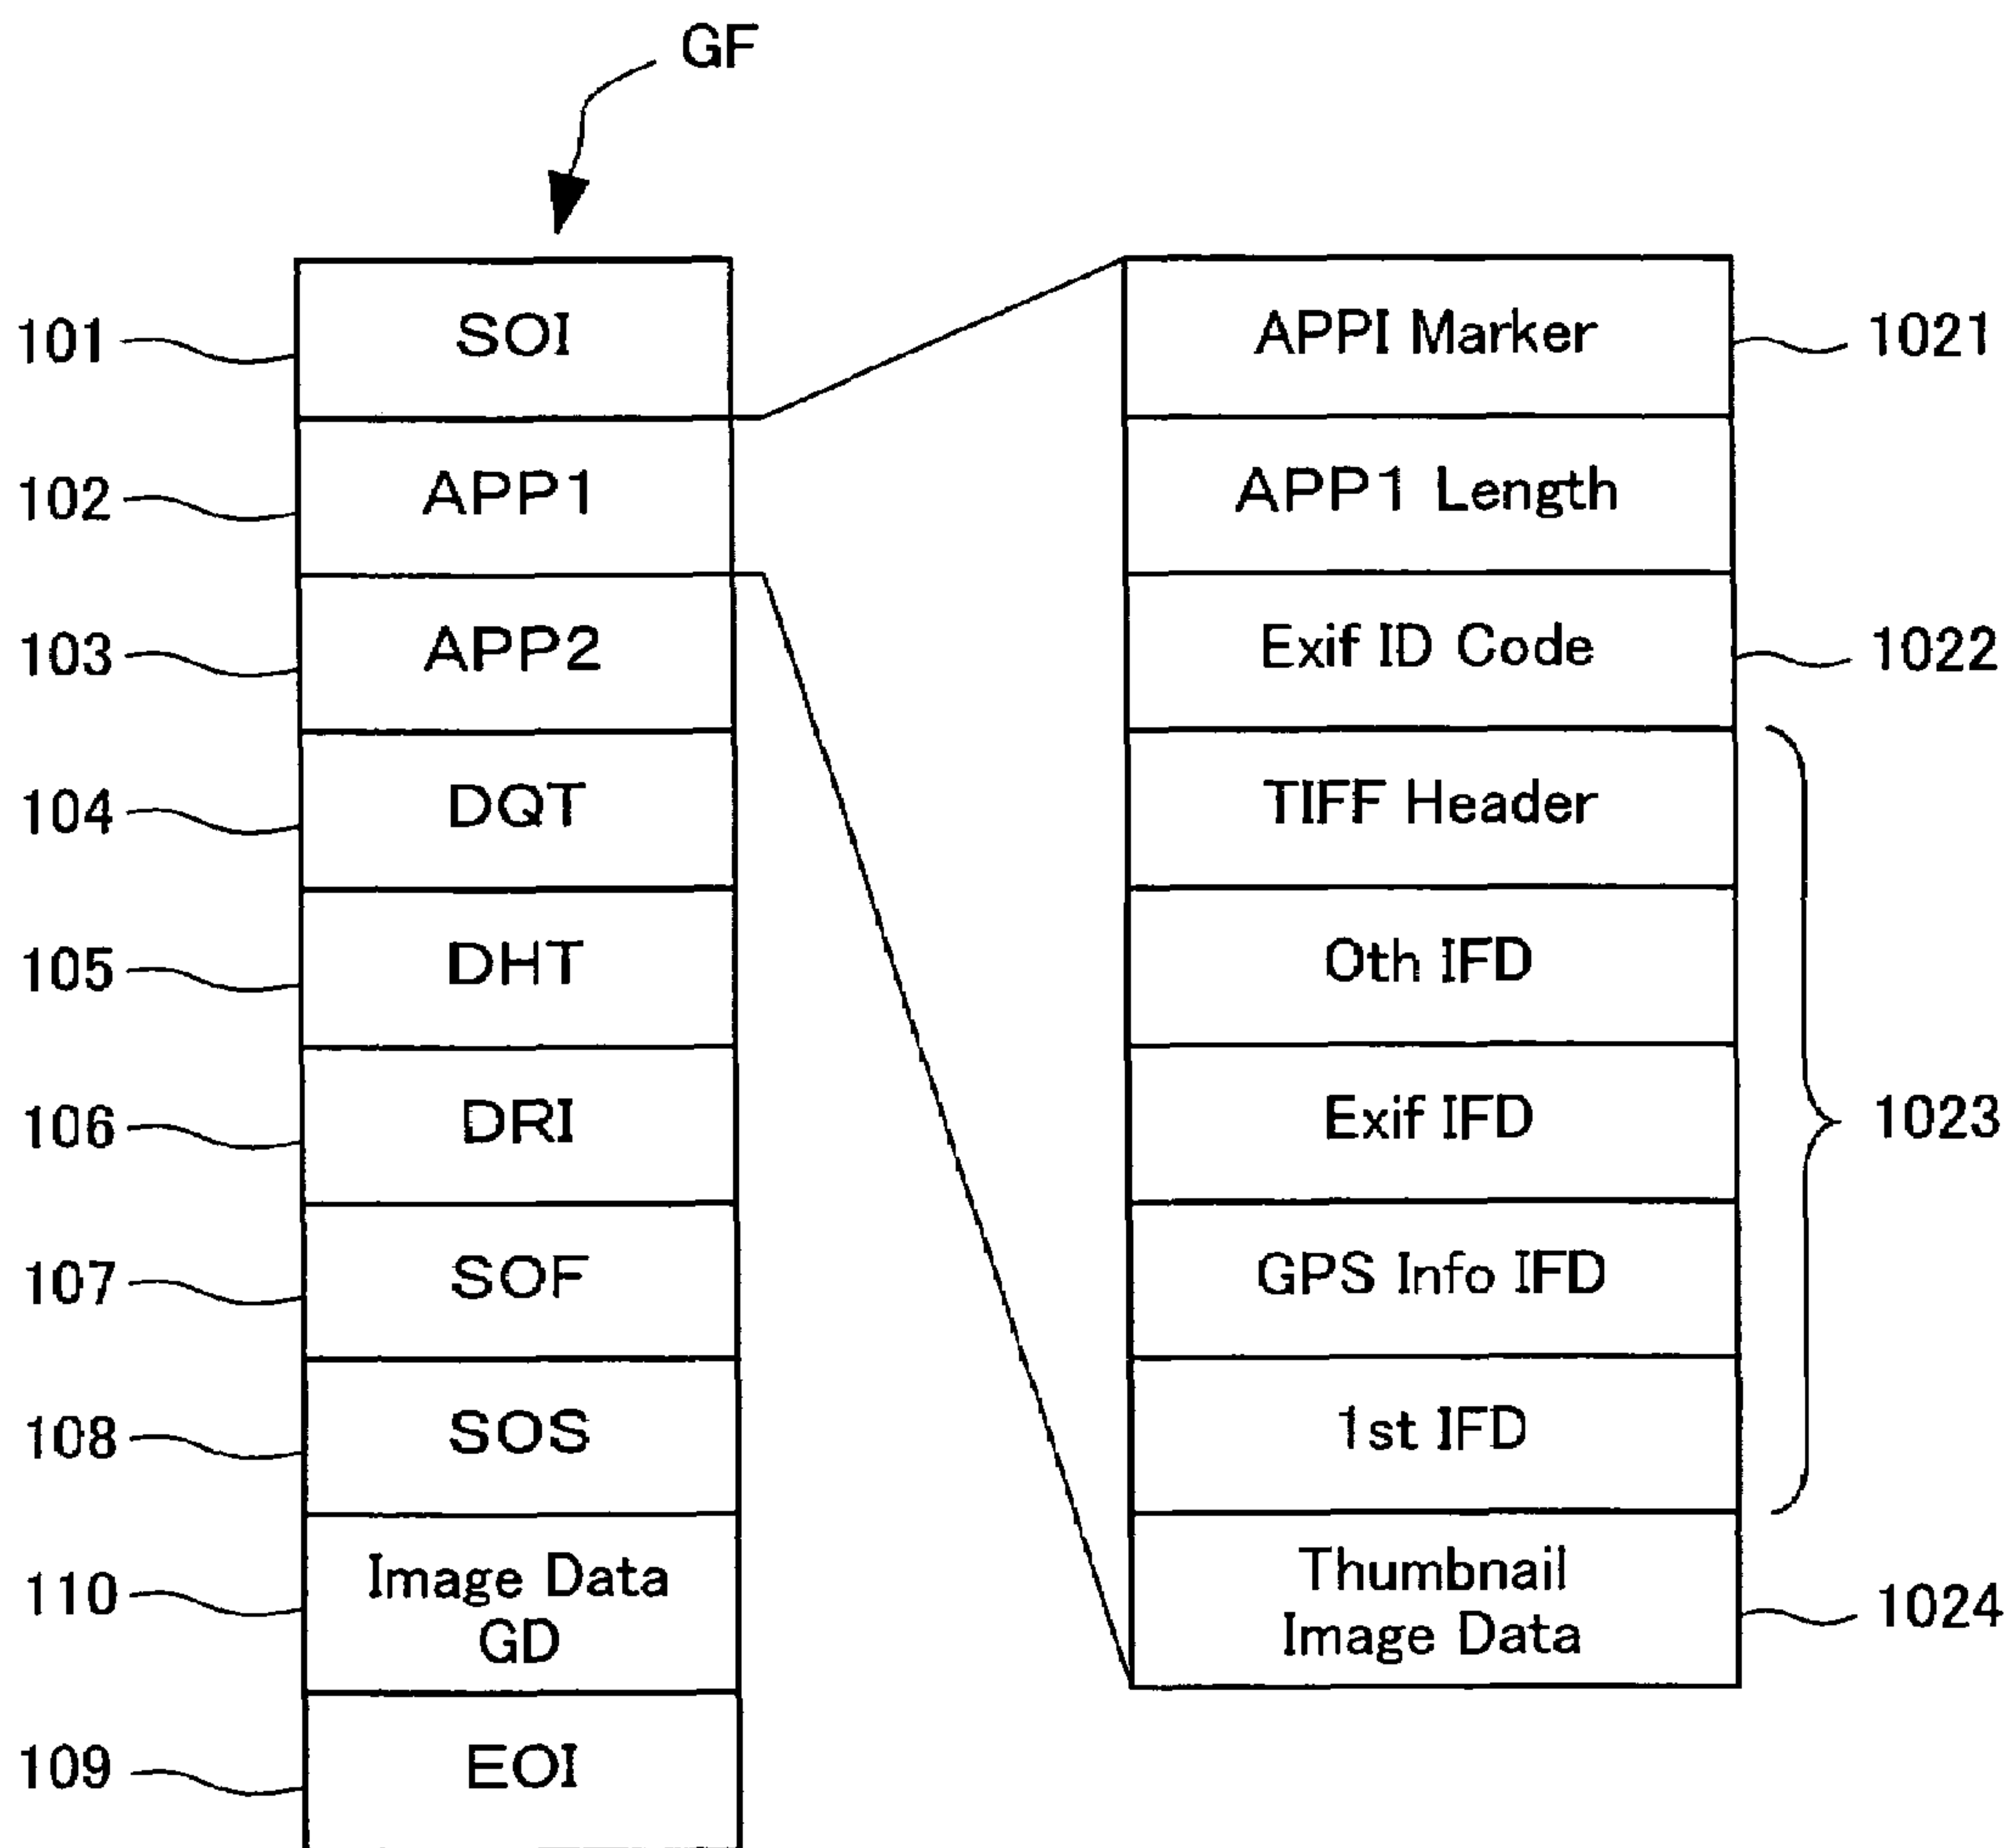 GF
101
SOI
102
APP1
103
APP2
104
DQT
105
DHT
106
DRI
107
SOF
108
SOS
110
Image Data
GD
109
EOI
APPI Marker
1021
APP1 Length
Exif ID Code
1022
TIFF Header
0th IFD
Exif IFD
GPS Info IFD
1st IFD
1023
Thumbnail
Image Data
1024